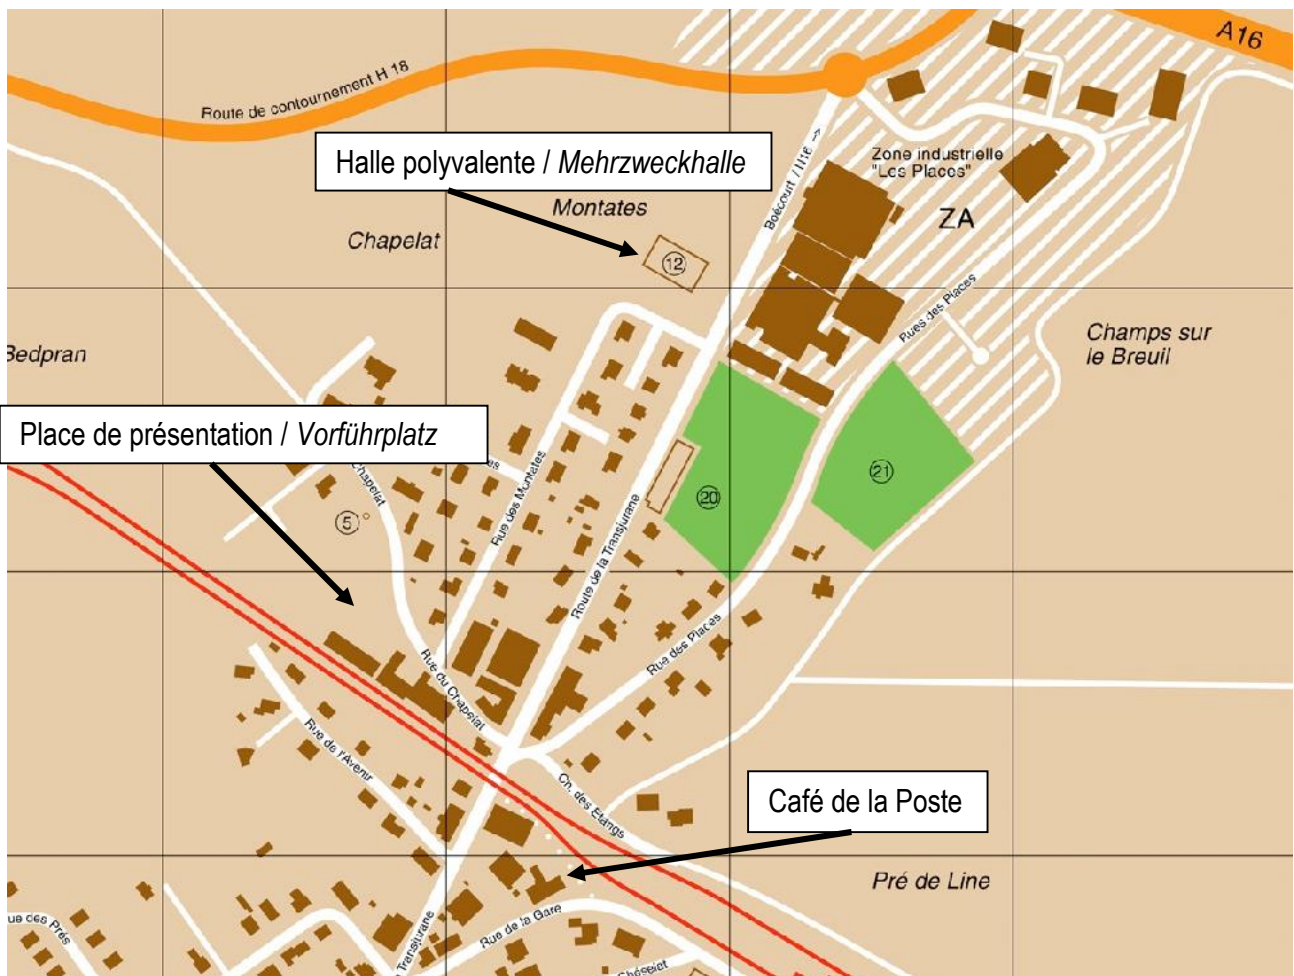 A16
Route de contournement H 18
Halle polyvalente / Mehrzweckhalle
Zone industrielle
"Les Places"
ZA
Montates
Chapelat
12
Rues des Places
Champs sur
le Breuil
Bedpran
Place de présentation / Vorführplatz
Chapelat
Rue des Montates
Route de la Transjurane
20
21
5
Rue des Places
Rue du Chapelat
Rue de l'Avenir
Ch. des Etangs
Café de la Poste
Pré de Line
ue des Prés
Transjurane
Rue de la Gare